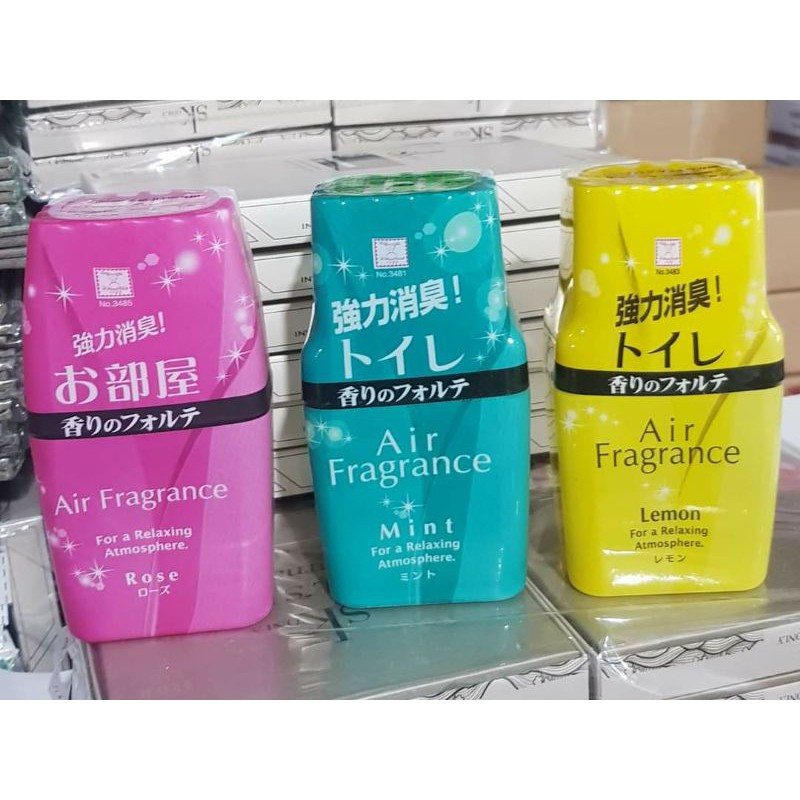 SK
No.3485
強力消臭!
お部屋
香りのフォルテ
Air Fragrance
For a Relaxing
Atmosphere.
Rose
ローズ
No.3481
強力消臭!
トイレ
香りのフォルテ
Air
Fragrance
Mint
For a Relaxing
Atmosphere.
ミント
No.3483
強力消臭!
トイレ
香りのフォルテ
Air
Fragrance
Lemon
For a Relaxing
Atmosphere.
レモン
SK